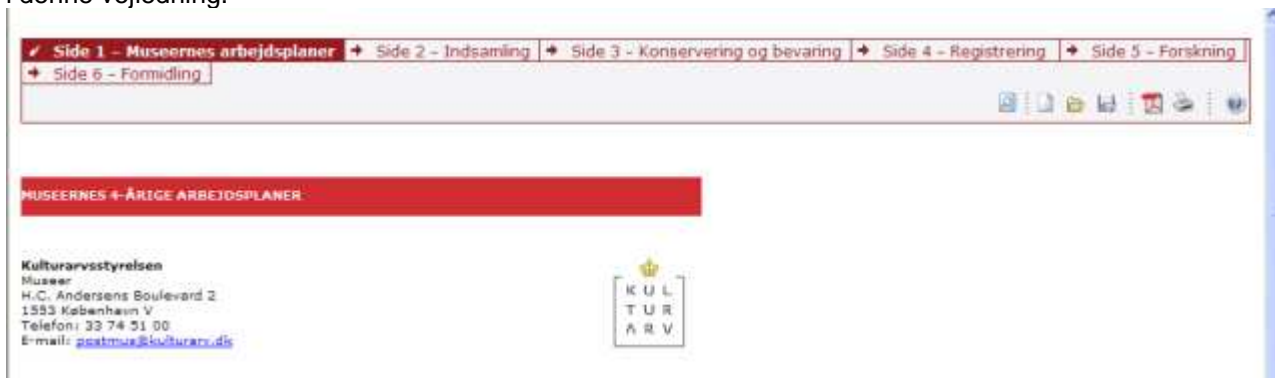 i denne vejledning.
Side 1 - Museernes arbejdsplaner Side 2 - Indsamling Side 3 - Konservering og bevaring Side 4 - Registrering Side 5 - Forskning
Side 6 - Formidling
MUSEERNES 4-ÅRIGE ARBEJDSPLANER
Kulturarvsstyrelsen
Museer
H.C. Andersens Boulevard 2
1553 København V
Telefon: 33 74 51 00
E-mail: postmus@kulturarv.dk
KUL
TUR
ARV